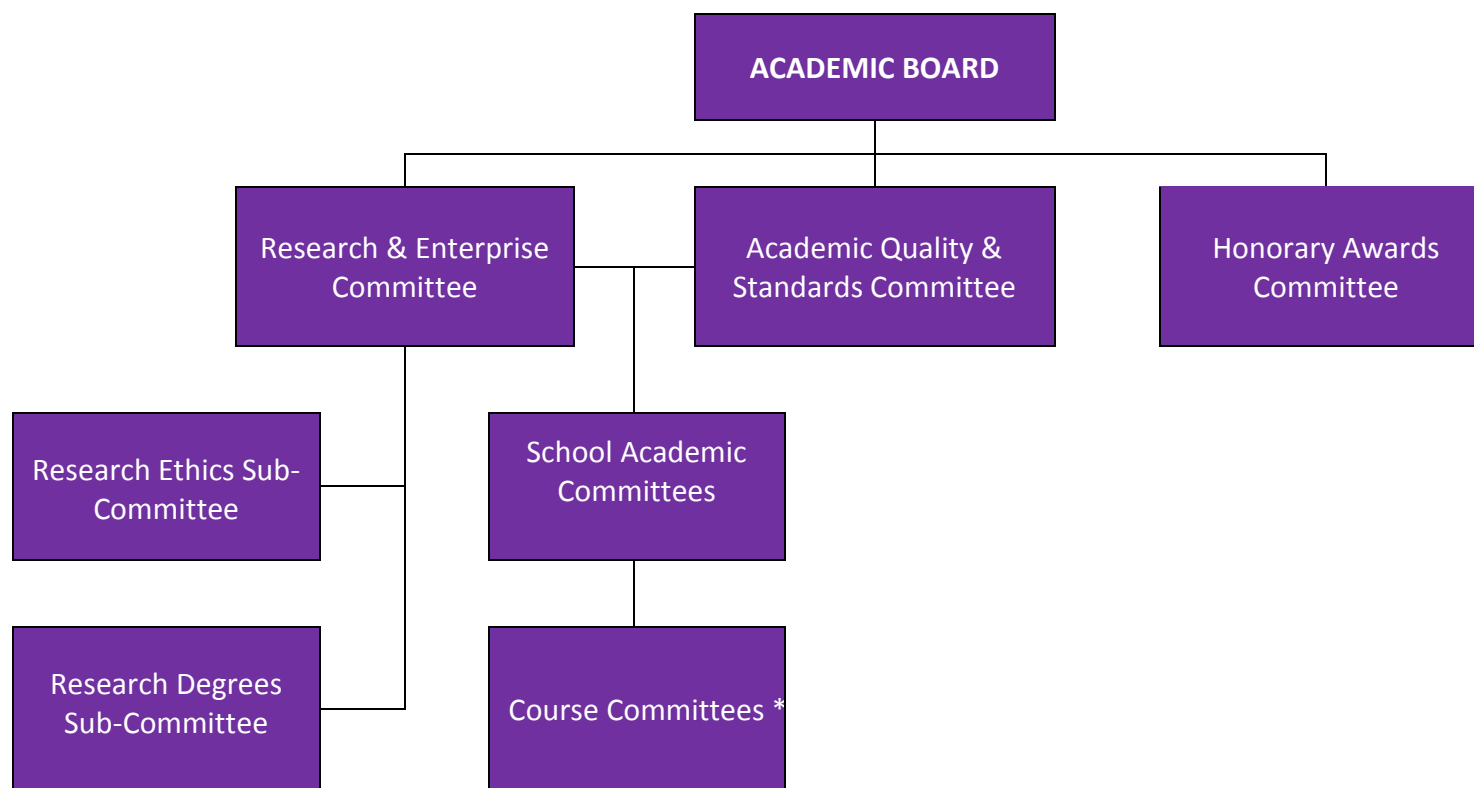 ACADEMIC BOARD
Research & Enterprise
Committee
Academic Quality &
Standards Committee
Honorary Awards
Committee
Research Ethics Sub-
Committee
School Academic
Committees
Research Degrees
Sub-Committee
Course Committees *